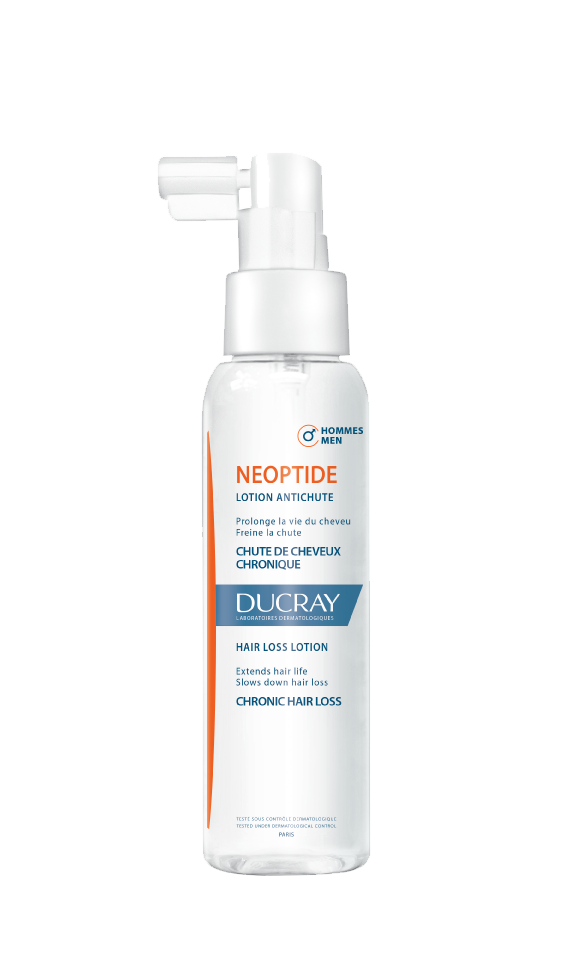 HOMMES
MEN
NEOPTIDE
LOTION ANTICHUTE
Prolonge la vie du cheveu
Freine la chute
CHUTE DE CHEVEUX
CHRONIQUE
DUCRAY
LABORATOIRES DERMATOLOGIQUES
HAIR LOSS LOTION
Extends hair life
Slows down hair loss
CHRONIC HAIR LOSS
TESTÉ SOUS CONTRÔLE DERMATOLOGIQUE
TESTED UNDER DERMATOLOGICAL CONTROL
PARIS